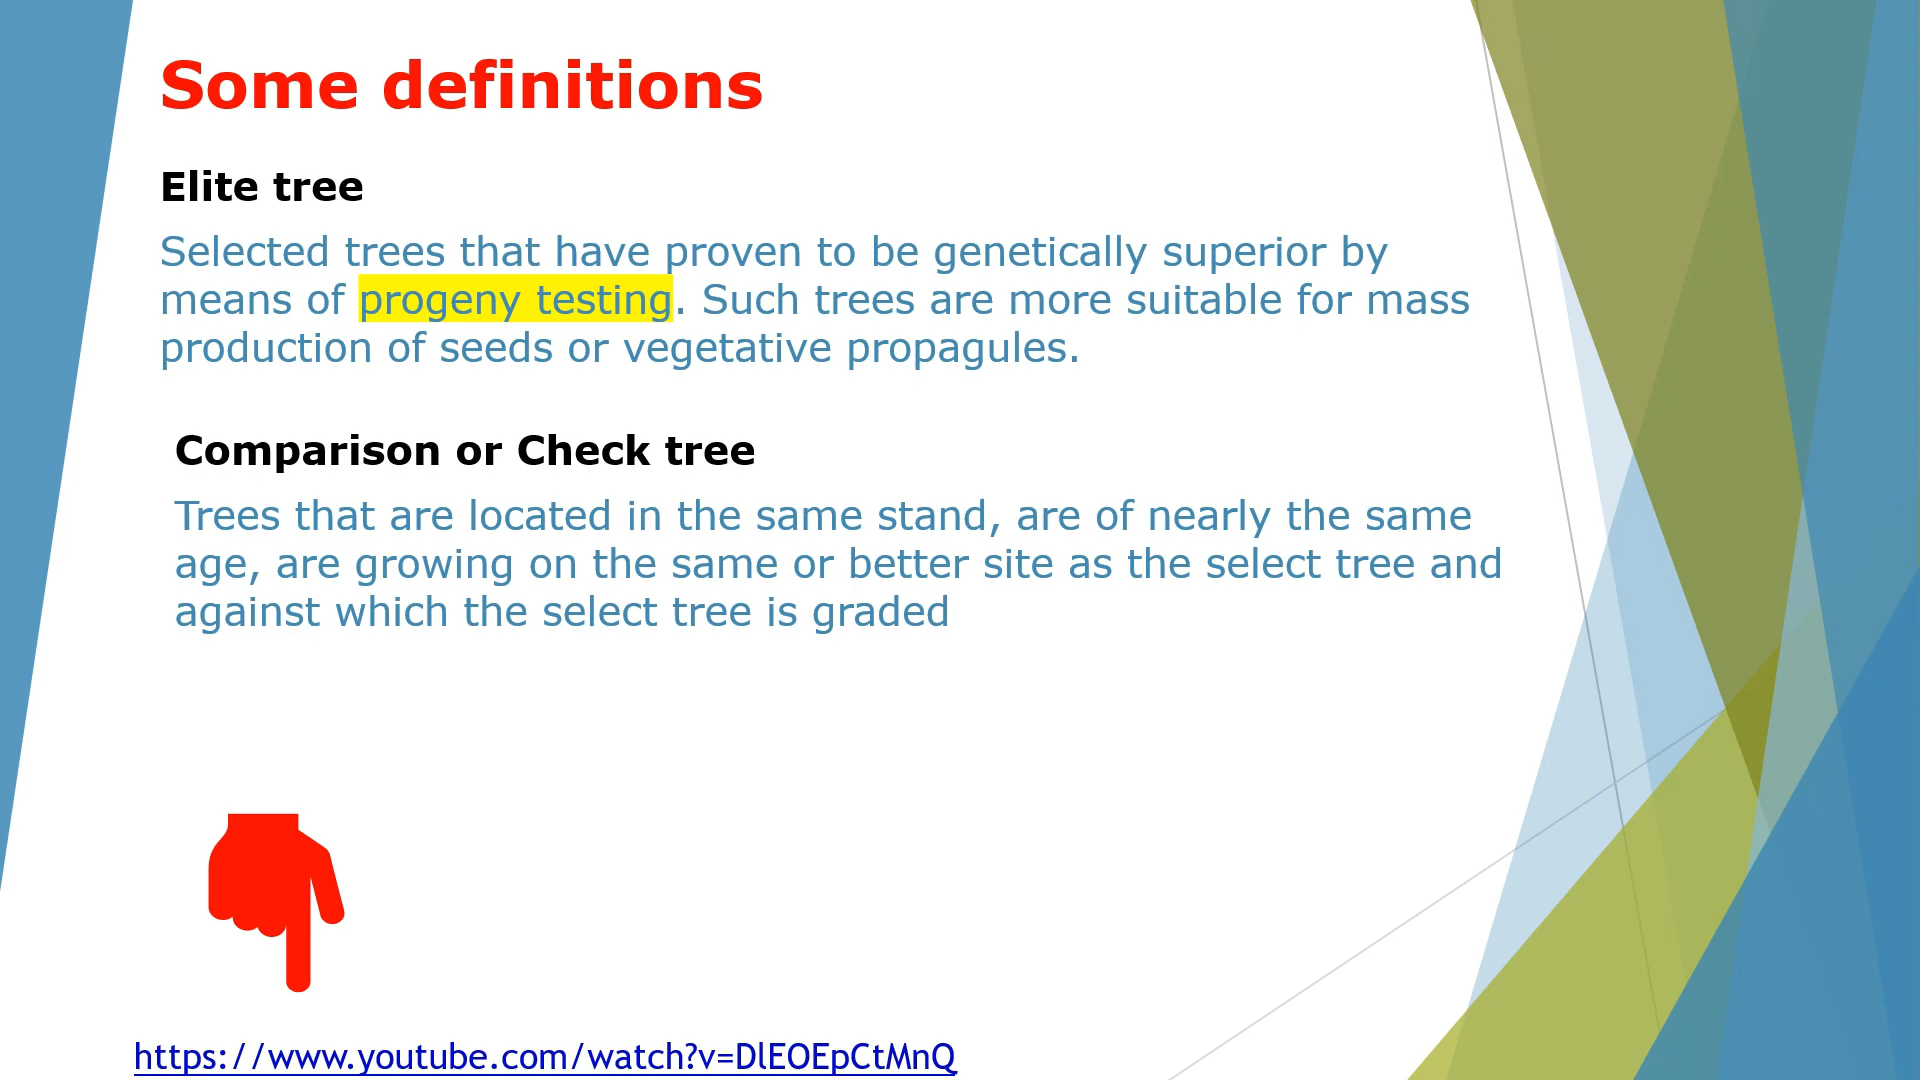 Some definitions
Elite tree
Selected trees that have proven to be genetically superior by
means of progeny testing. Such trees are more suitable for mass
production of seeds or vegetative propagules.
Comparison or Check tree
Trees that are located in the same stand, are of nearly the same
age, are growing on the same or better site as the select tree and
against which the select tree is graded
https://www.youtube.com/watch?v=DlEOEpCtMnQ